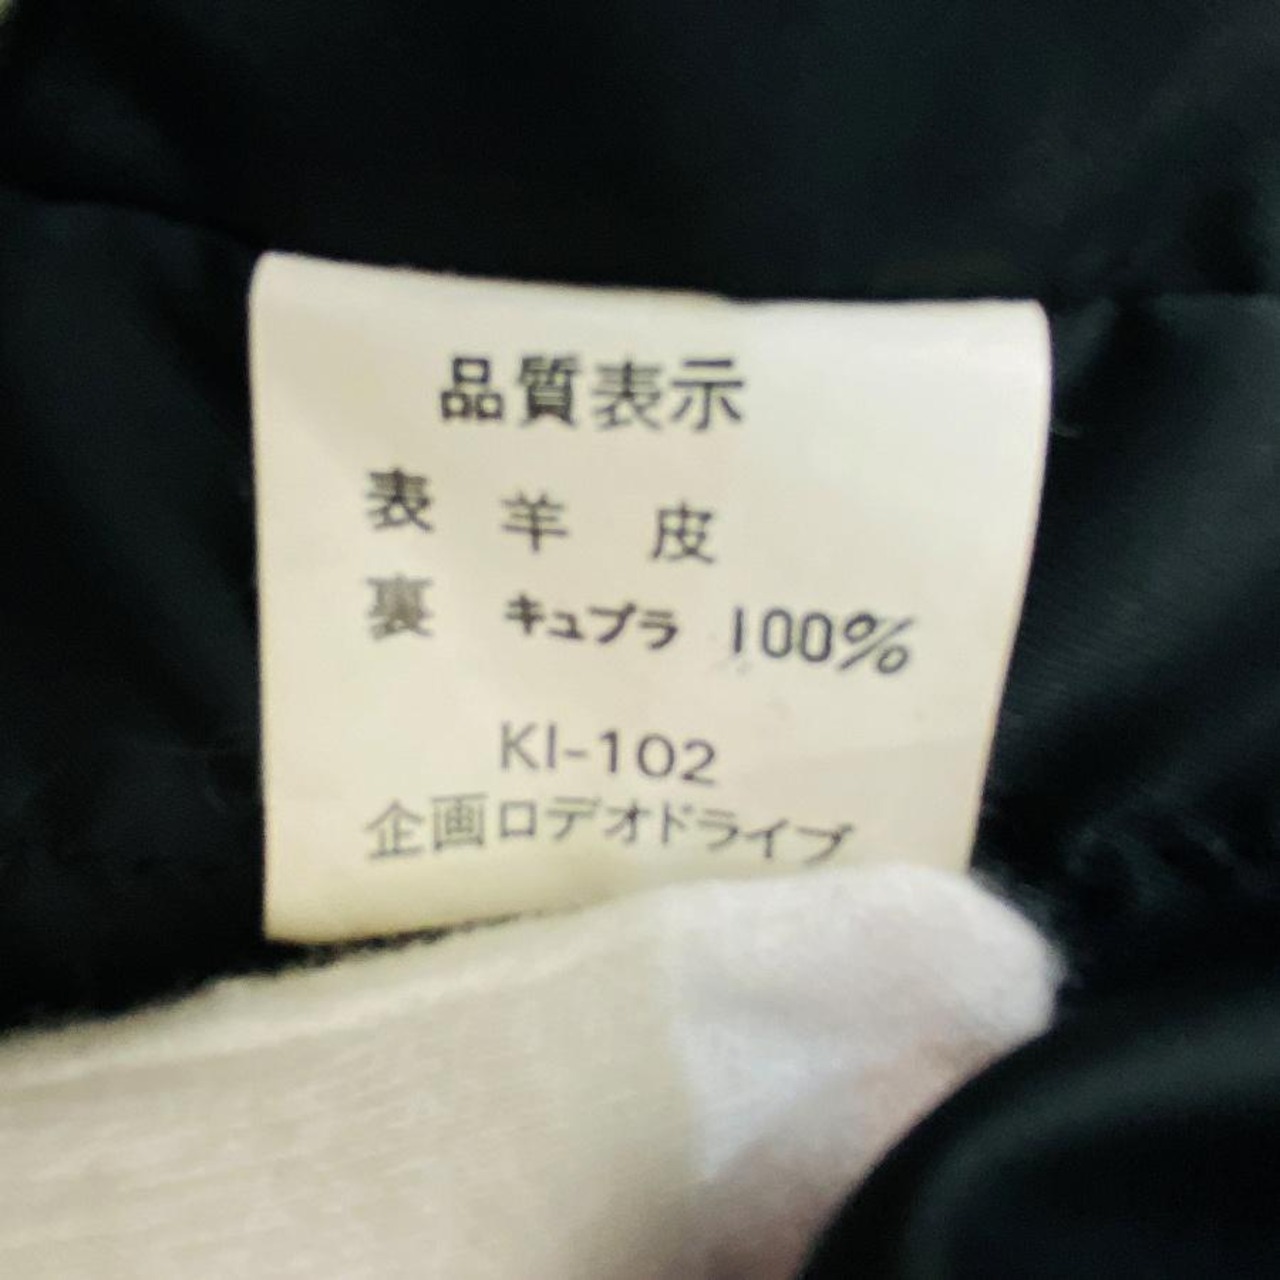 品質表示
表 羊 皮
裏 キュプラ 100%
KI-102
企画ロデオドライブ